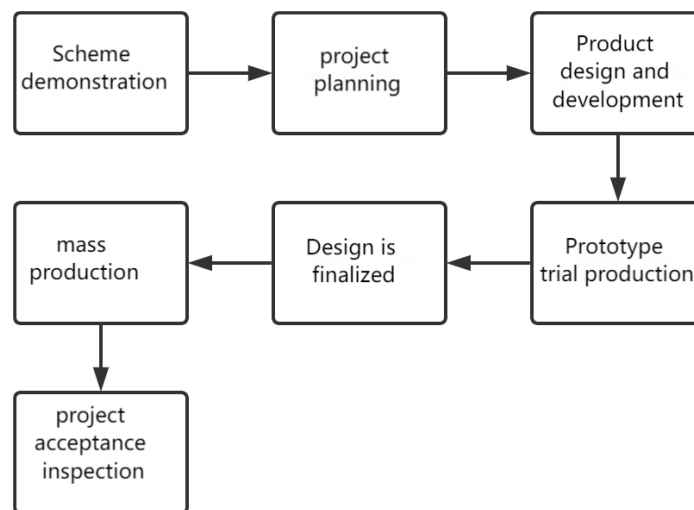 Scheme
demonstration
project
planning
Product
design and
development
Prototype
trial production
Design is
finalized
mass
production
project
acceptance
inspection